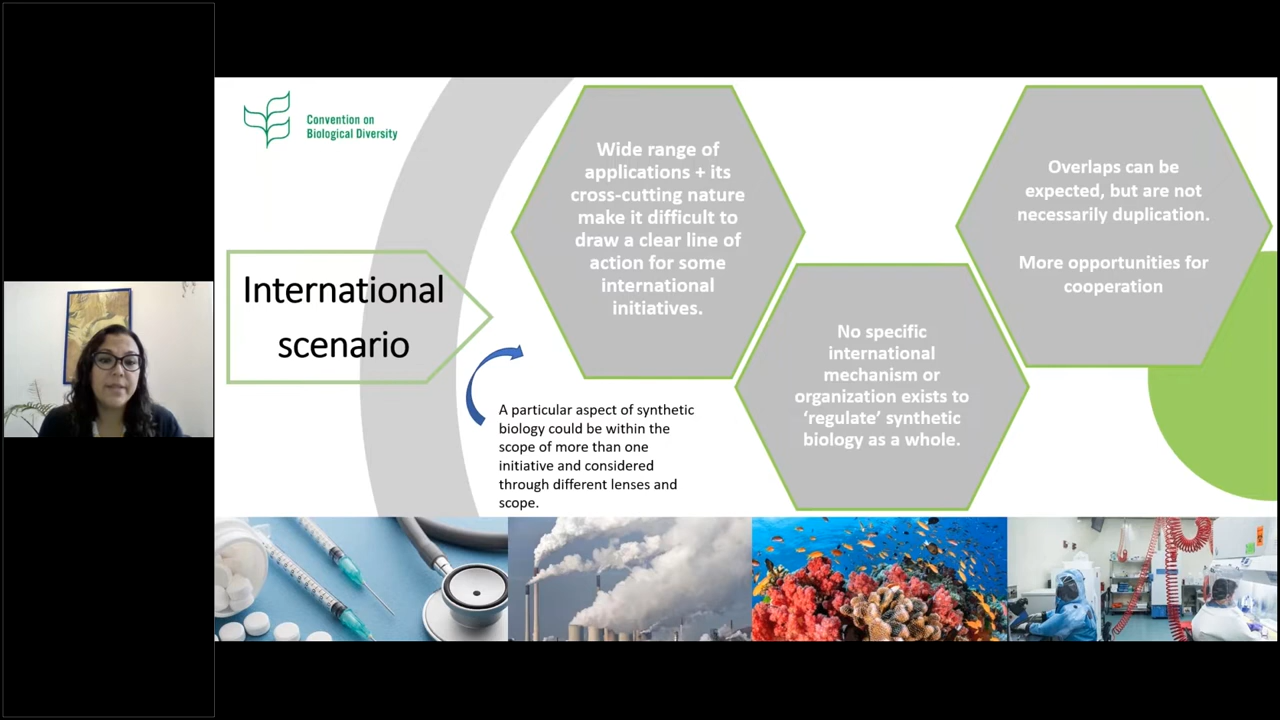 Convention on
Biological Diversity
International
scenario
Wide range of
applications + its
cross-cutting nature
make it difficult to
draw a clear line of
action for some
international
initiatives.
A particular aspect of synthetic
biology could be within the
scope of more than one
initiative and considered
through different lenses and
scope.
No specific
international
mechanism or
organization exists to
‘regulate’ synthetic
biology as a whole.
Overlaps can be
expected, but are not
necessarily duplication.
More opportunities for
cooperation